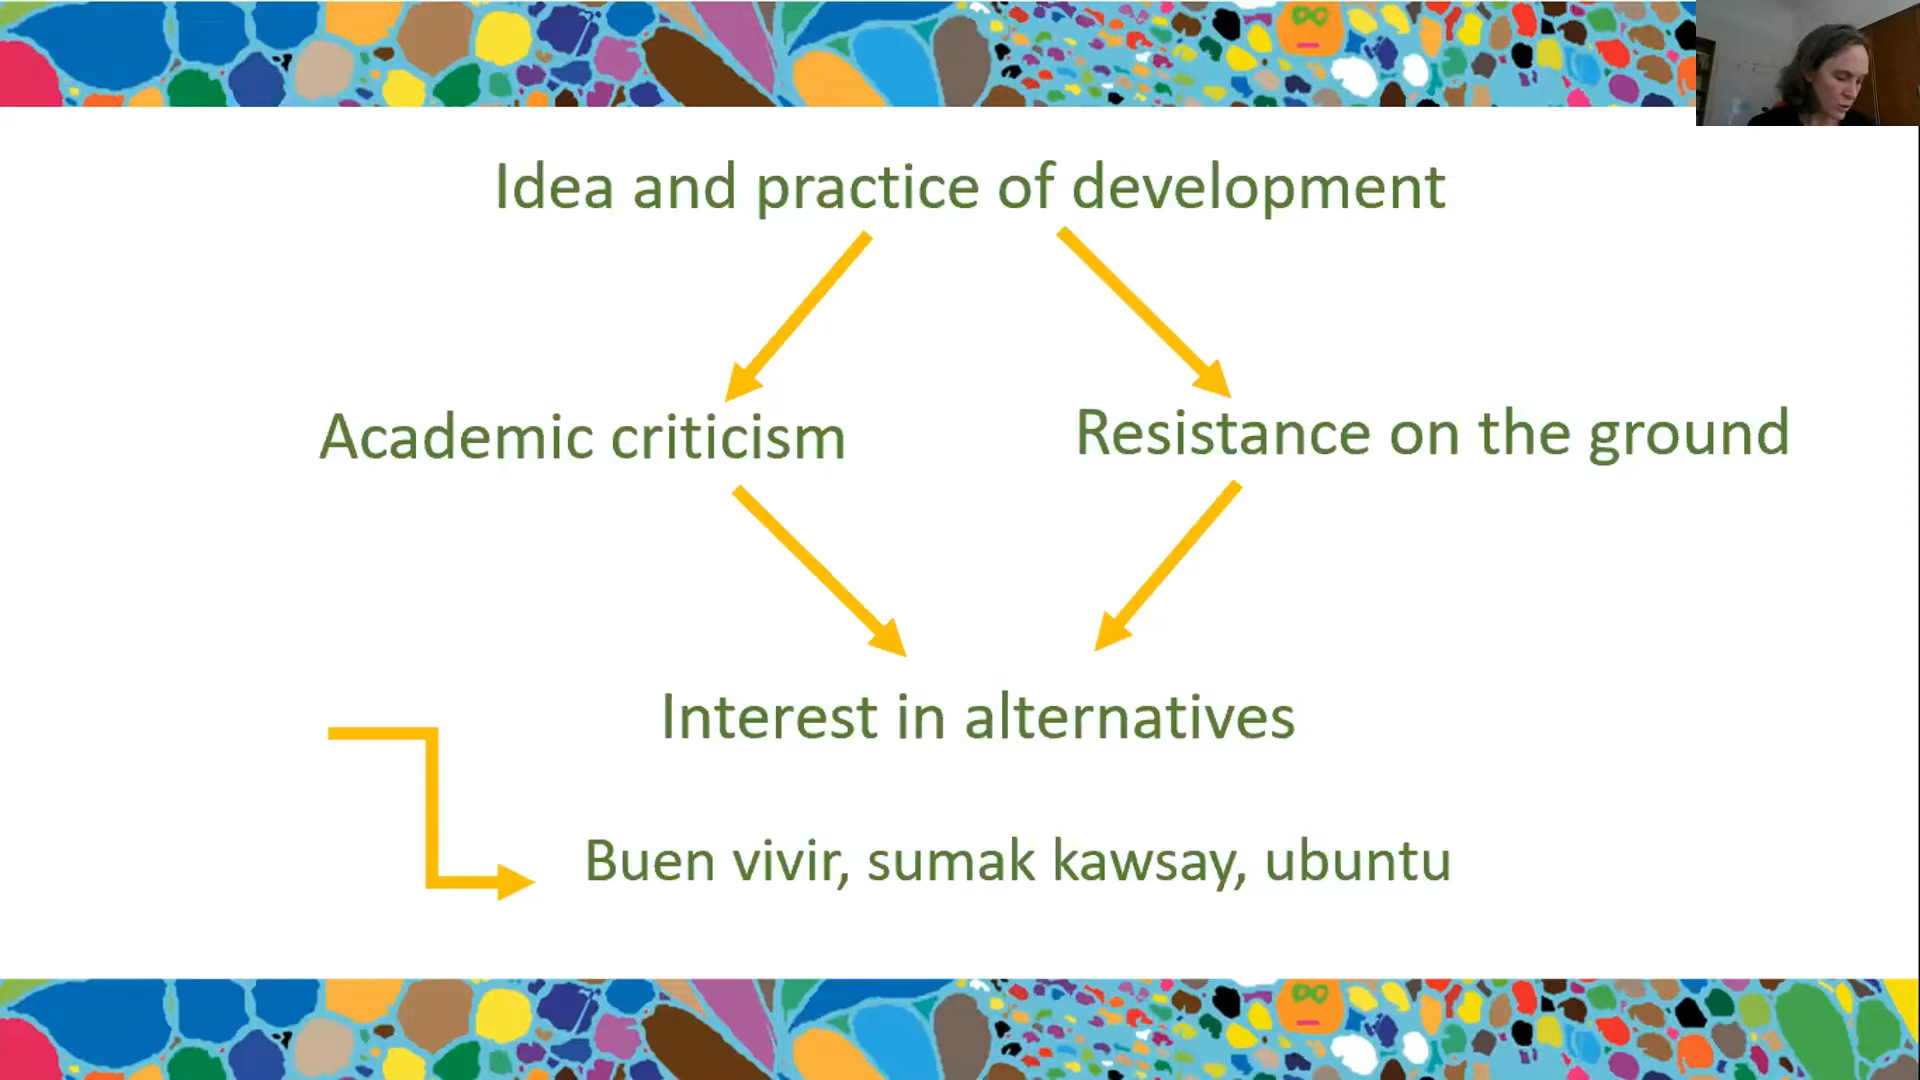 Idea and practice of development
Academic criticism
Resistance on the ground
Interest in alternatives
Buen vivir, sumak kawsay, ubuntu